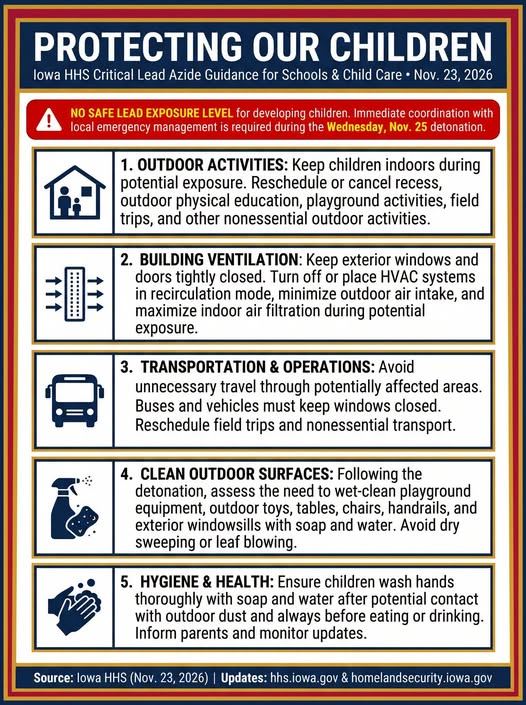 PROTECTING OUR CHILDREN
Iowa HHS Critical Lead Azide Guidance for Schools & Child Care • Nov. 23, 2026
NO SAFE LEAD EXPOSURE LEVEL for developing children. Immediate coordination with
local emergency management is required during the Wednesday, Nov. 25 detonation.
1. OUTDOOR ACTIVITIES: Keep children indoors during
potential exposure. Reschedule or cancel recess,
outdoor physical education, playground activities, field
trips, and other nonessential outdoor activities.
2. BUILDING VENTILATION: Keep exterior windows and
doors tightly closed. Turn off or place HVAC systems
in recirculation mode, minimize outdoor air intake, and
maximize indoor air filtration during potential
exposure.
3. TRANSPORTATION & OPERATIONS: Avoid
unnecessary travel through potentially affected areas.
Buses and vehicles must keep windows closed.
Reschedule field trips and nonessential transport.
4. CLEAN OUTDOOR SURFACES: Following the
detonation, assess the need to wet-clean playground
equipment, outdoor toys, tables, chairs, handrails, and
exterior windowsills with soap and water. Avoid dry
sweeping or leaf blowing.
5. HYGIENE & HEALTH: Ensure children wash hands
thoroughly with soap and water after potential contact
with outdoor dust and always before eating or drinking.
Inform parents and monitor updates.
Source: Iowa HHS (Nov. 23, 2026) | Updates: hhs.iowa.gov & homelandsecurity.iowa.gov